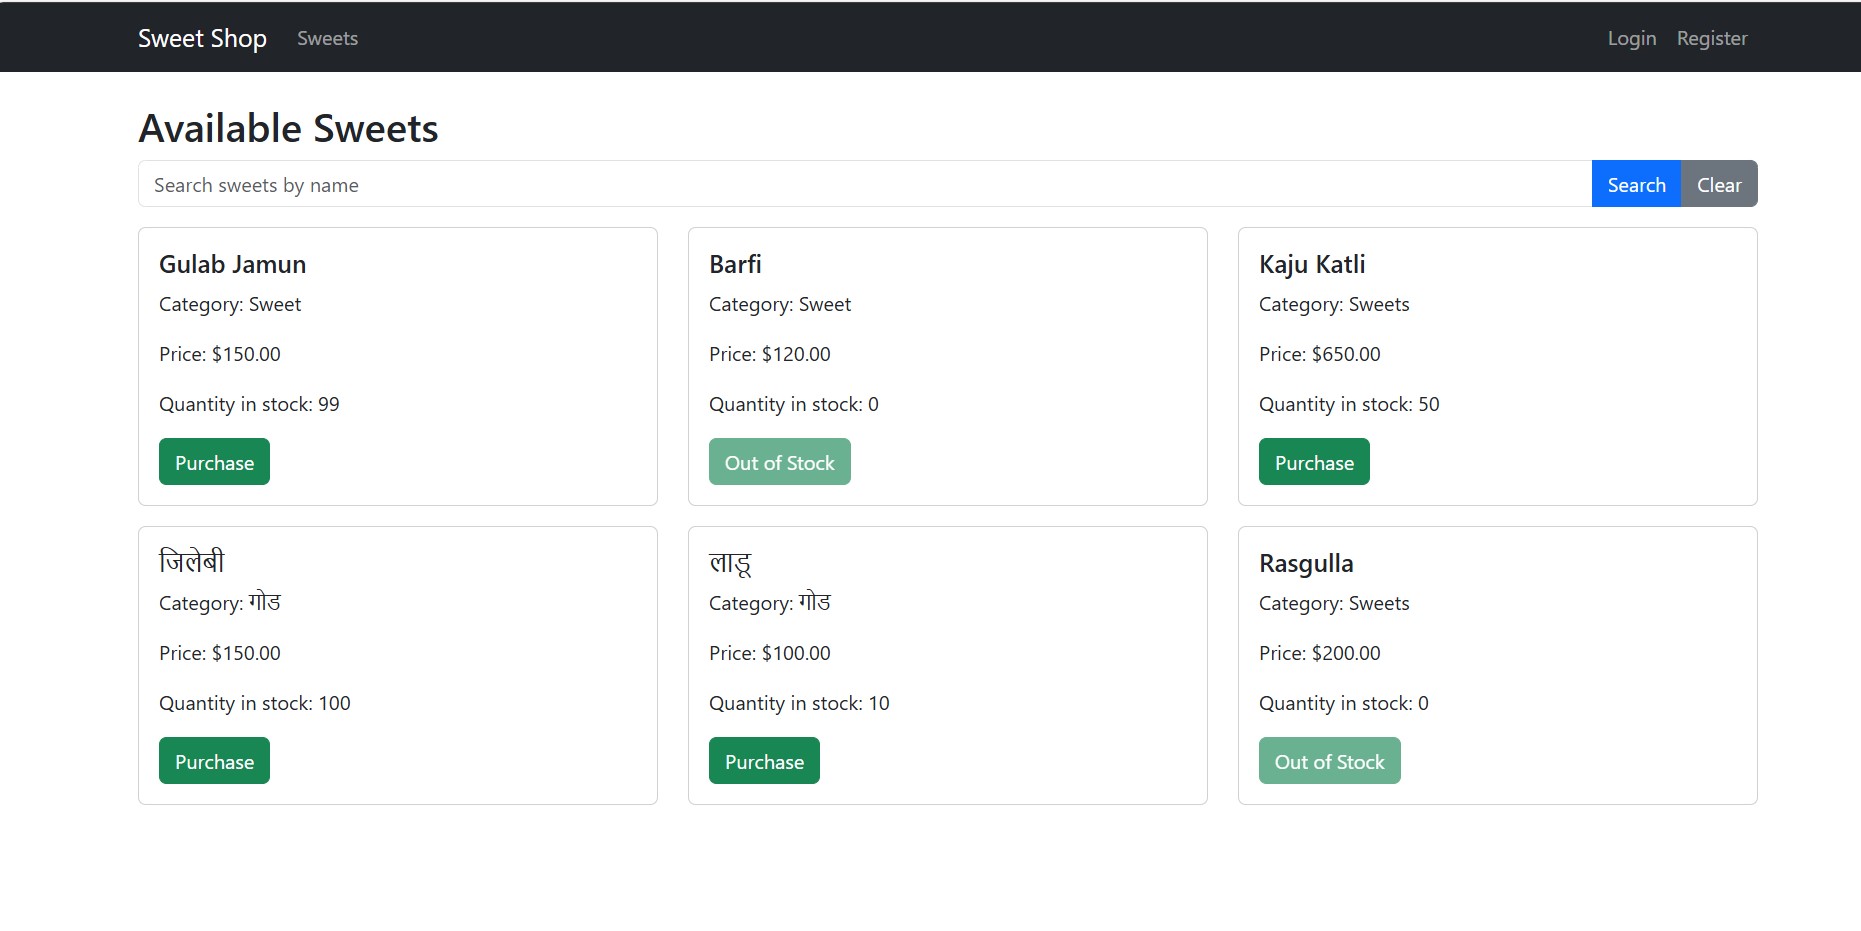 Sweet Shop Sweets Login Register
Available Sweets
Search sweets by name Search Clear
Gulab Jamun
Category: Sweet
Price: $150.00
Quantity in stock: 99
Purchase
Barfi
Category: Sweet
Price: $120.00
Quantity in stock: 0
Out of Stock
Kaju Katli
Category: Sweets
Price: $650.00
Quantity in stock: 50
Purchase
जिलेबी
Category: गोड
Price: $150.00
Quantity in stock: 100
Purchase
लाडू
Category: गोड
Price: $100.00
Quantity in stock: 10
Purchase
Rasgulla
Category: Sweets
Price: $200.00
Quantity in stock: 0
Out of Stock